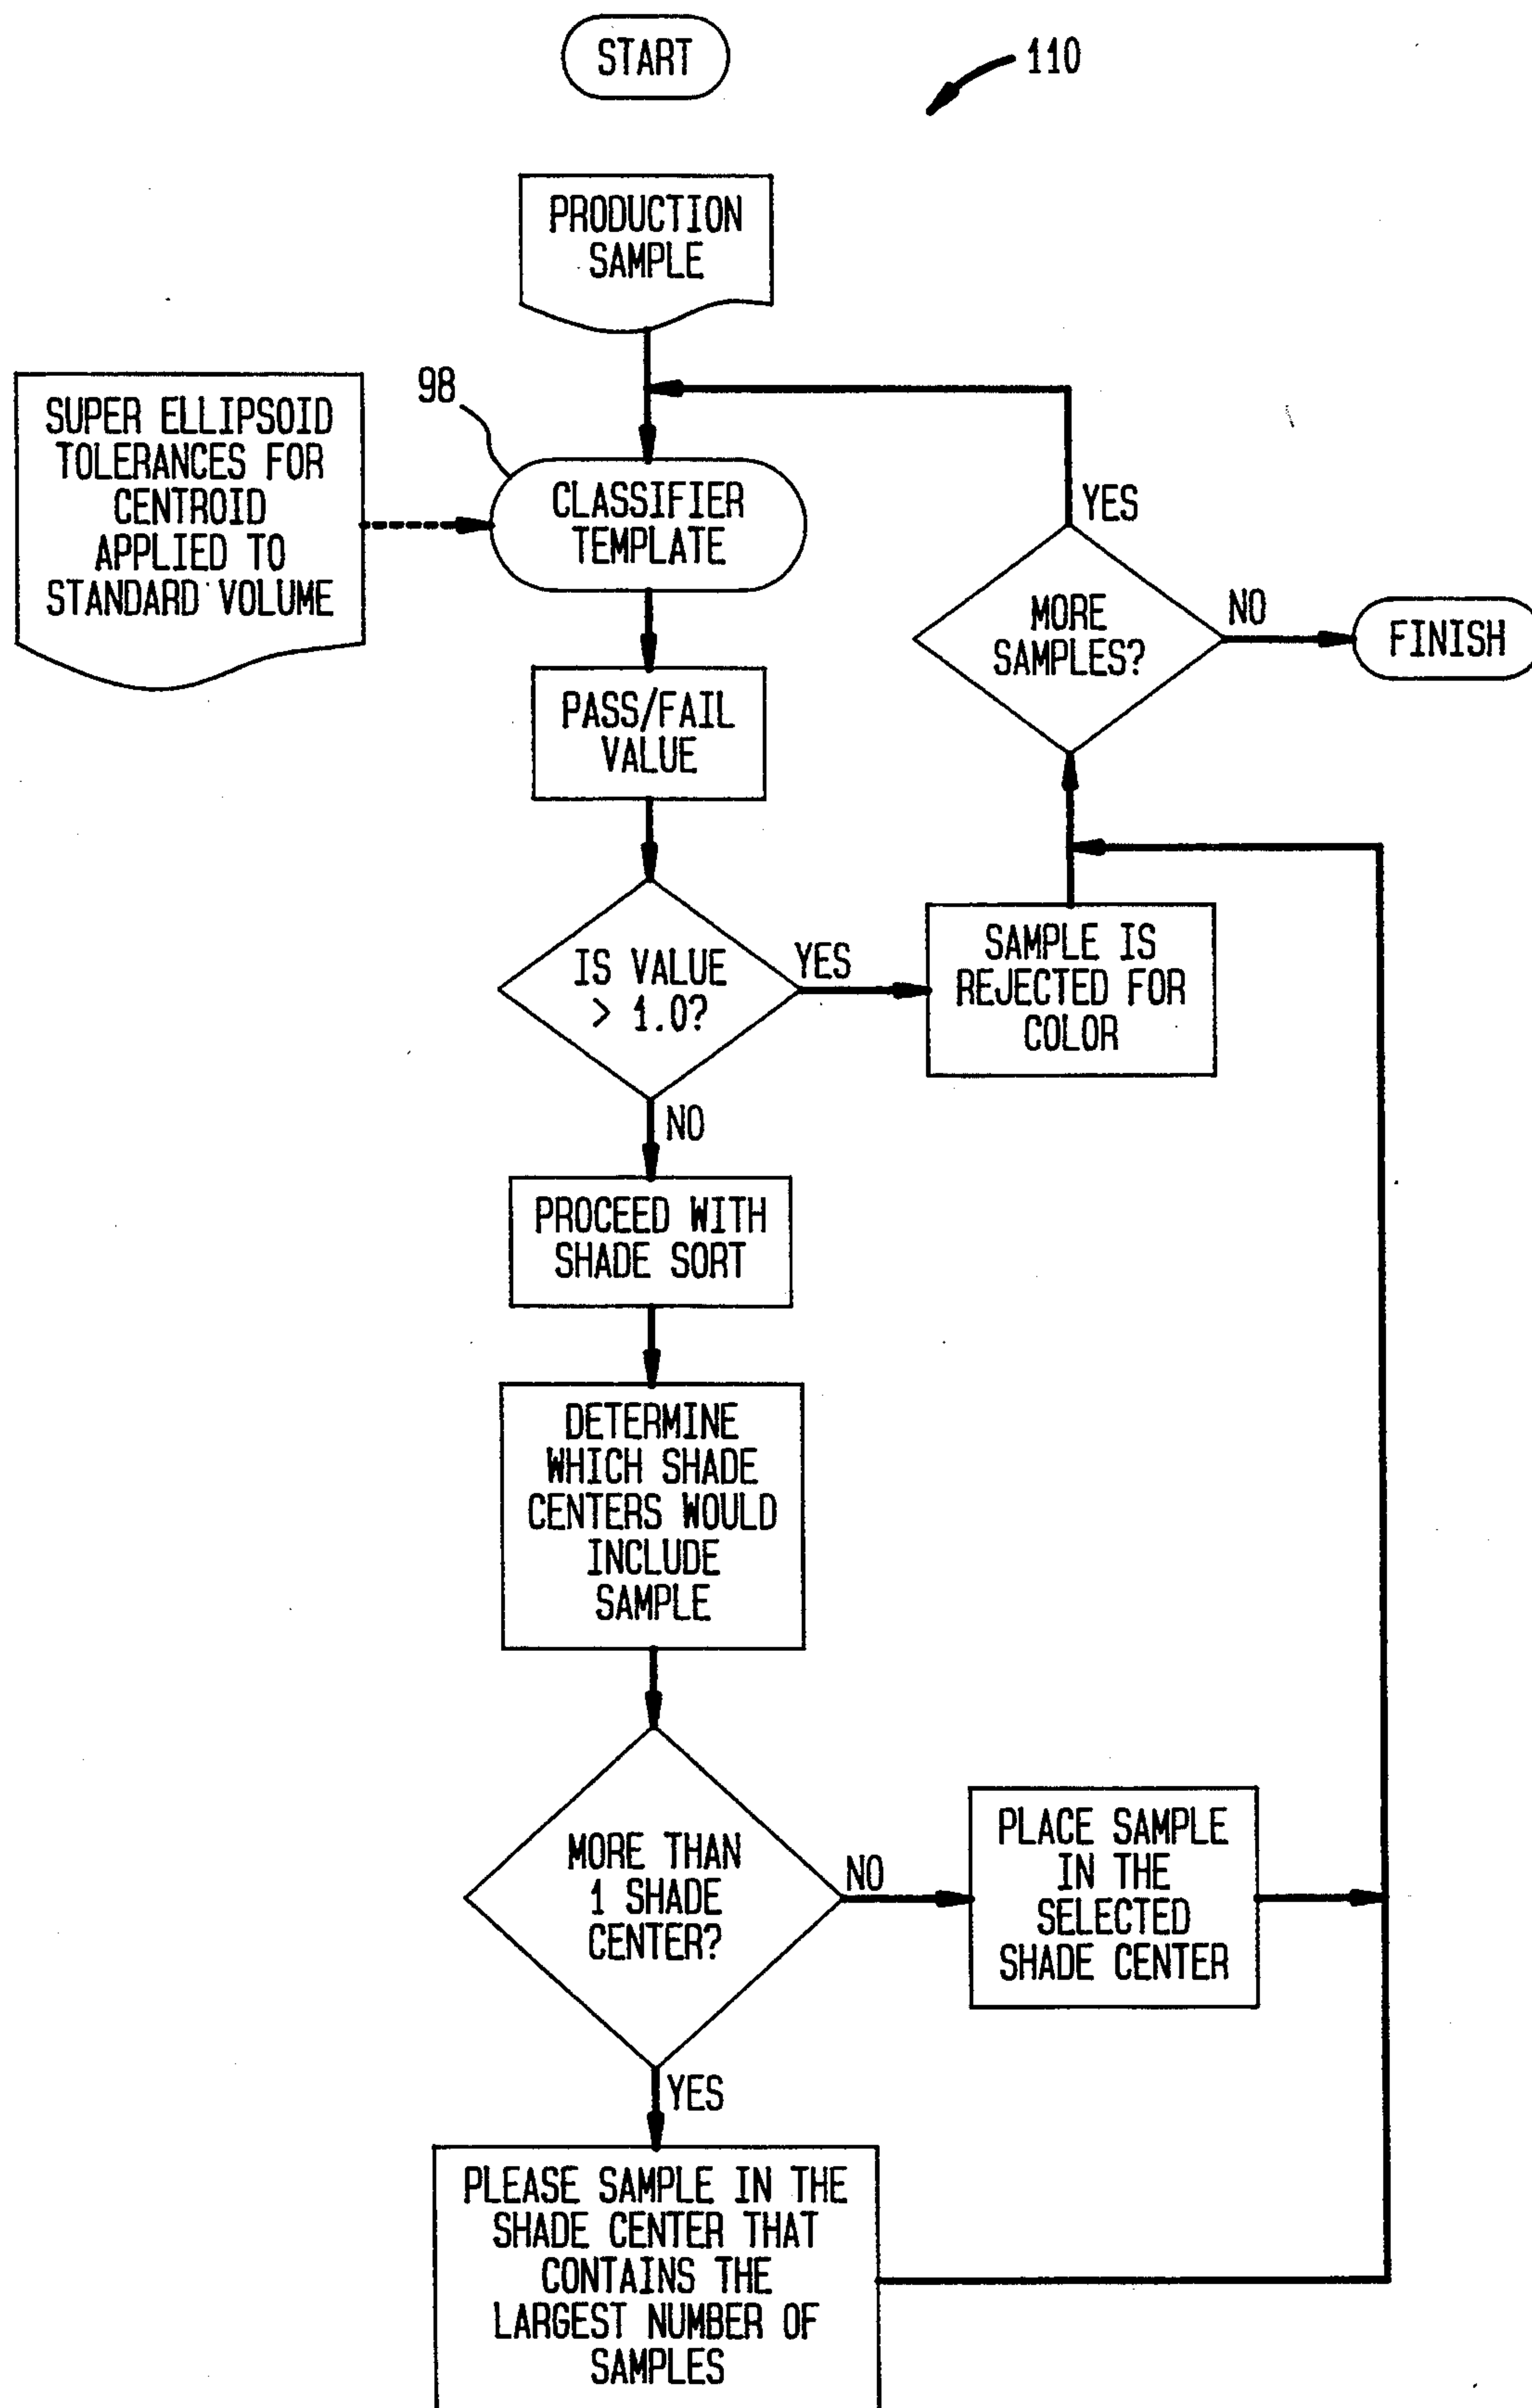 START
110
PRODUCTION
SAMPLE
SUPER ELLIPSOID
TOLERANCES FOR
CENTROID
APPLIED TO
STANDARD VOLUME
98
CLASSIFIER
TEMPLATE
PASS/FAIL
VALUE
IS VALUE
> 1.0?
YES
SAMPLE IS
REJECTED FOR
COLOR
MORE
SAMPLES?
YES
NO
FINISH
NO
PROCEED WITH
SHADE SORT
DETERMINE
WHICH SHADE
CENTERS WOULD
INCLUDE
SAMPLE
MORE THAN
1 SHADE
CENTER?
NO
PLACE SAMPLE
IN THE
SELECTED
SHADE CENTER
YES
PLEASE SAMPLE IN THE
SHADE CENTER THAT
CONTAINS THE
LARGEST NUMBER OF
SAMPLES